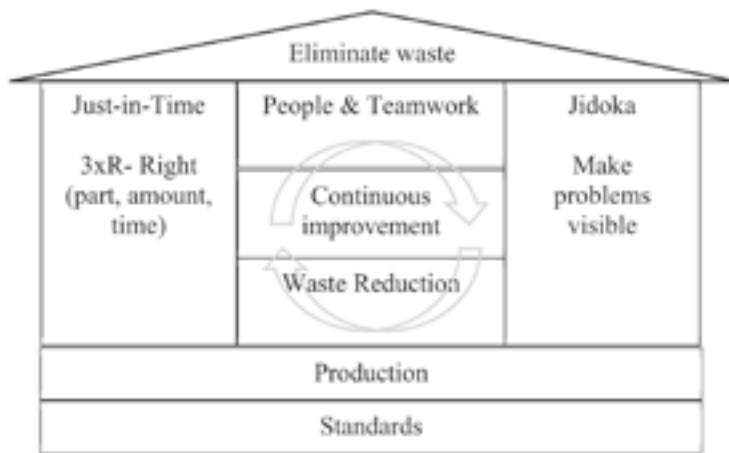 Eliminate waste
Just-in-Time
3xR- Right
(part, amount,
time)
People & Teamwork
Continuous
improvement
Waste Reduction
Jidoka
Make
problems
visible
Production
Standards